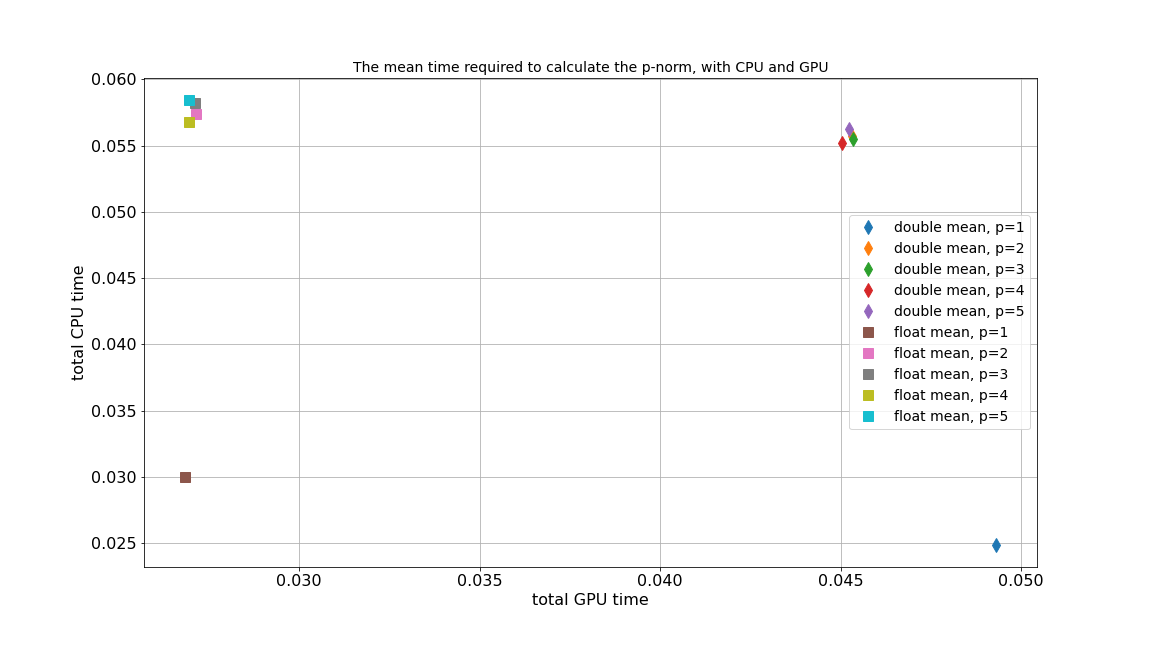 The mean time required to calculate the p-norm, with CPU and GPU
0.060
0.055
0.050
0.045
0.040
0.035
0.030
0.025
total CPU time
double mean, p=1
double mean, p=2
double mean, p=3
double mean, p=4
double mean, p=5
float mean, p=1
float mean, p=2
float mean, p=3
float mean, p=4
float mean, p=5
0.030 0.035 0.040 0.045 0.050
total GPU time